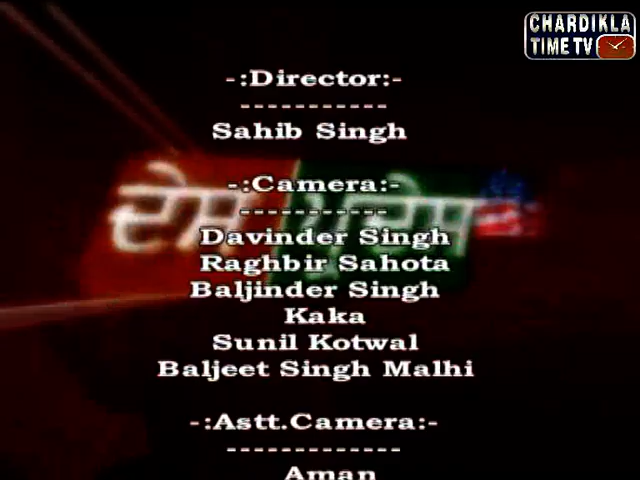 CHARDIKLA
TIME TV
-:Director:-
-----------
Sahib Singh
-:Camera:-
-----------
ਦੇਸ ਪ੍ਰਦੇਸ
Davinder Singh
Raghbir Sahota
Baljinder Singh
Kaka
Sunil Kotwal
Baljeet Singh Malhi
-:Astt.Camera:-
-------------
Aman